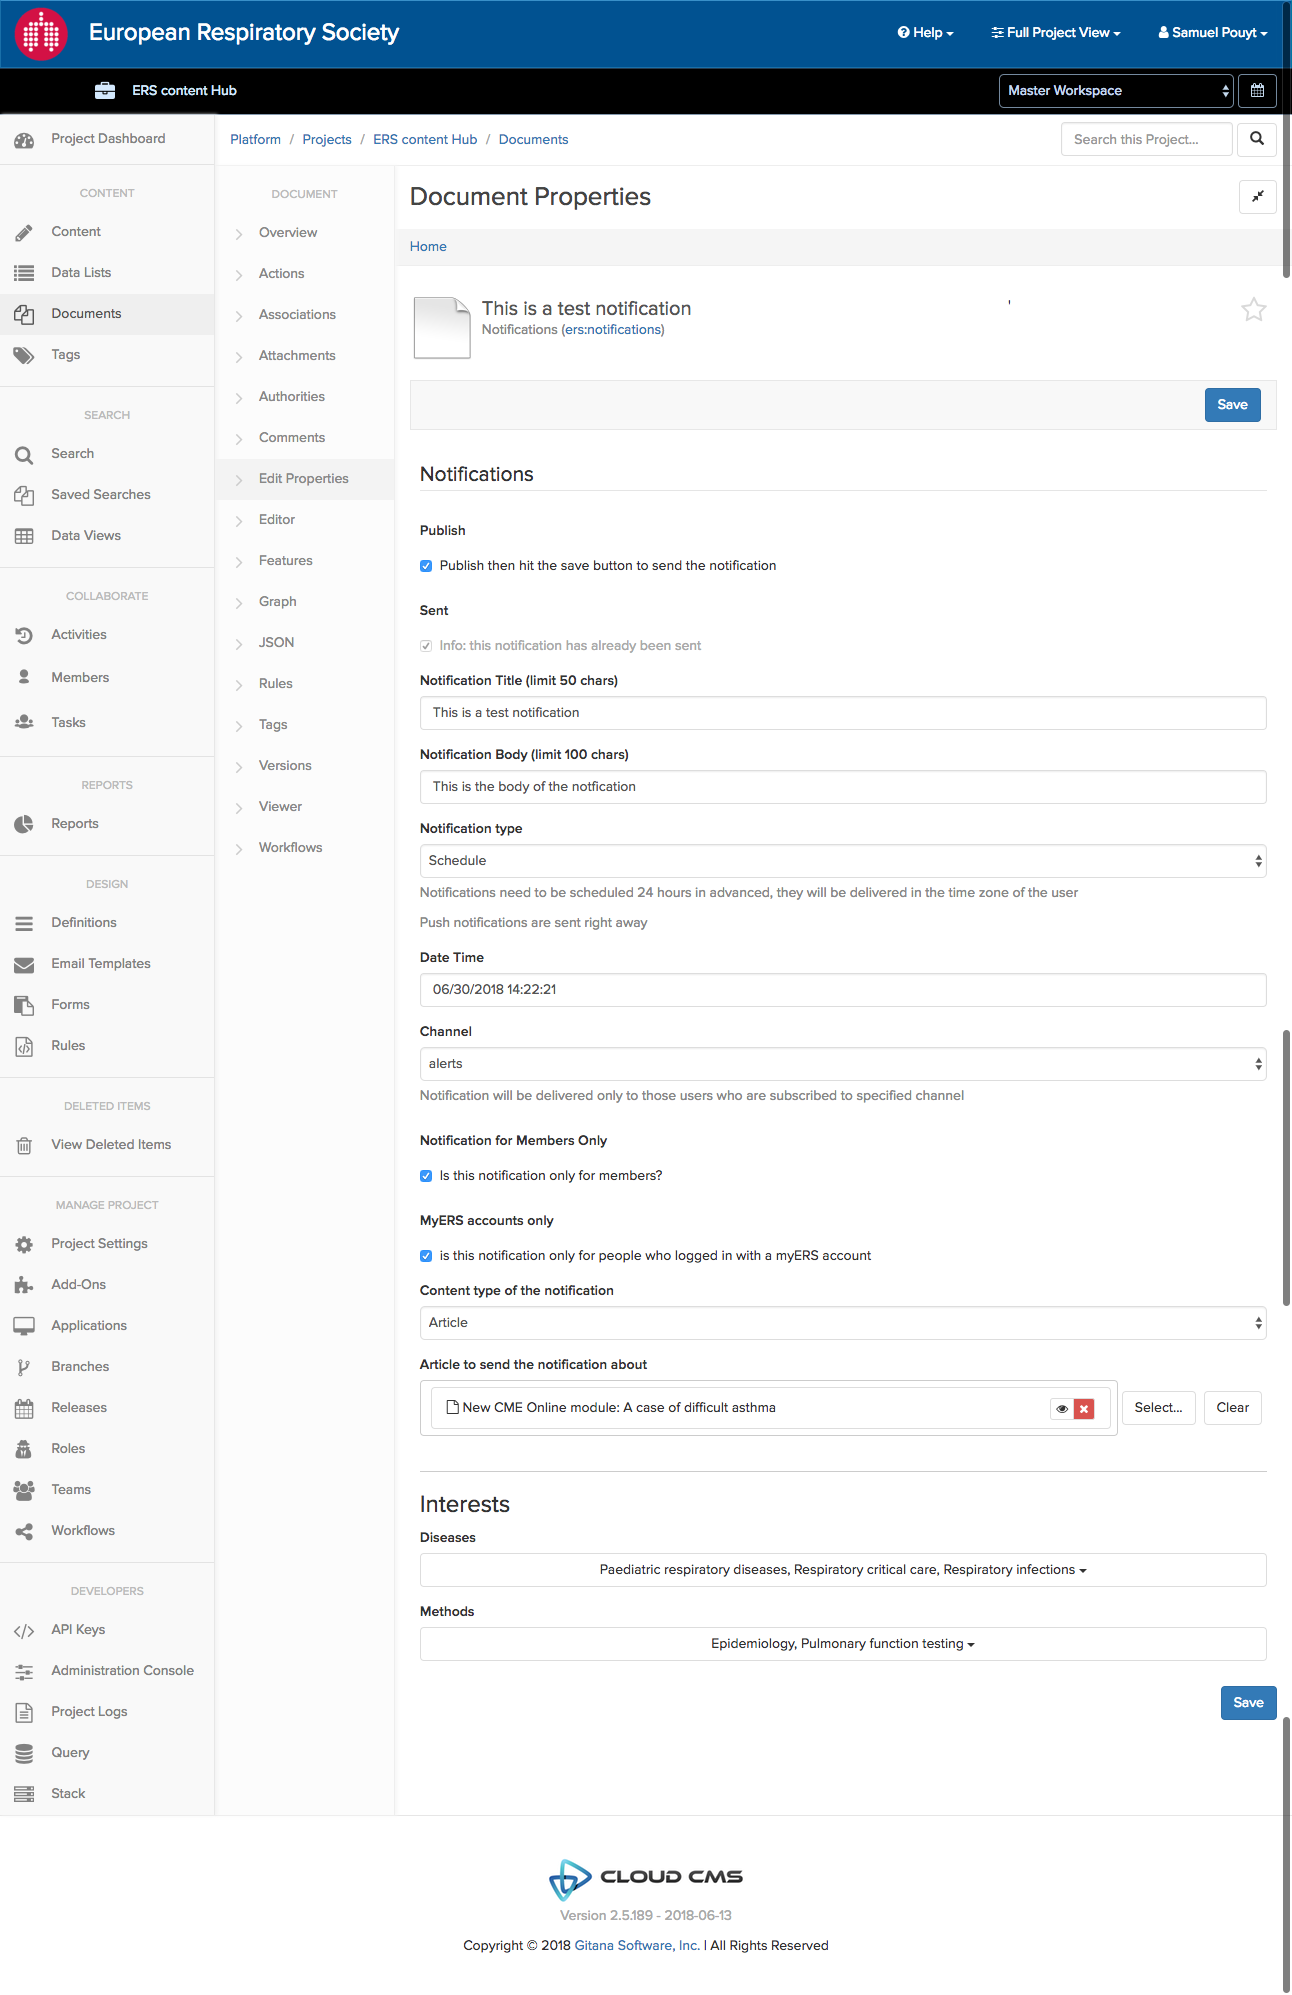 European Respiratory Society
Help
Full Project View
Samuel Pouyt
ERS content Hub
Master Workspace
Project Dashboard
CONTENT
Content
Data Lists
Documents
Tags
SEARCH
Search
Saved Searches
Data Views
COLLABORATE
Activities
Members
Tasks
REPORTS
Reports
DESIGN
Definitions
Email Templates
Forms
Rules
DELETED ITEMS
View Deleted Items
MANAGE PROJECT
Project Settings
Add-Ons
Applications
Branches
Releases
Roles
Teams
Workflows
DEVELOPERS
API Keys
Administration Console
Project Logs
Query
Stack
Platform / Projects / ERS content Hub / Documents
Search this Project...
DOCUMENT
Overview
Actions
Associations
Attachments
Authorities
Comments
Edit Properties
Editor
Features
Graph
JSON
Rules
Tags
Versions
Viewer
Workflows
Document Properties
Home
This is a test notification
'
Notifications (ers:notifications)
Save
Notifications
Publish
Publish then hit the save button to send the notification
Sent
Info: this notification has already been sent
Notification Title (limit 50 chars)
This is a test notification
Notification Body (limit 100 chars)
This is the body of the notfication
Notification type
Schedule
Notifications need to be scheduled 24 hours in advanced, they will be delivered in the time zone of the user
Push notifications are sent right away
Date Time
06/30/2018 14:22:21
Channel
alerts
Notification will be delivered only to those users who are subscribed to specified channel
Notification for Members Only
Is this notification only for members?
MyERS accounts only
is this notification only for people who logged in with a myERS account
Content type of the notification
Article
Article to send the notification about
New CME Online module: A case of difficult asthma
Select...
Clear
Interests
Diseases
Paediatric respiratory diseases, Respiratory critical care, Respiratory infections
Methods
Epidemiology, Pulmonary function testing
Save
CLOUD CMS
Version 2.5.189 - 2018-06-13
Copyright © 2018 Gitana Software, Inc. | All Rights Reserved